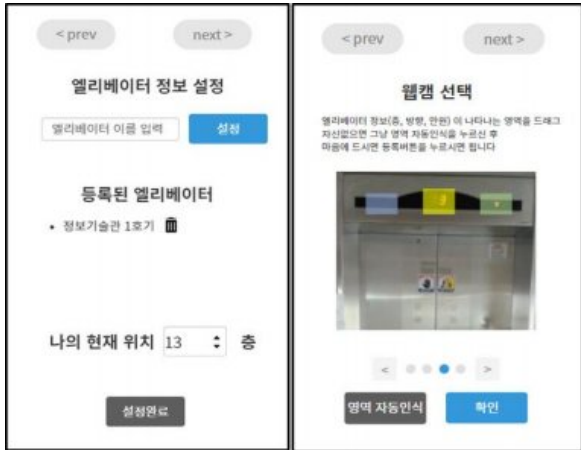 < prev
next >
엘리베이터 정보 설정
엘리베이터 이름 입력
설정
등록된 엘리베이터
• 정보기술관 1호기
나의 현재 위치 13 층
설정완료
< prev
next >
웹캠 선택
엘리베이터 정보(층, 방향, 만원) 이 나타나는 영역을 드래그
자신없으면 그냥 영역 자동인식을 누르신 후
마음에 드시면 등록버튼을 누르시면 됩니다
<
>
영역 자동인식
확인